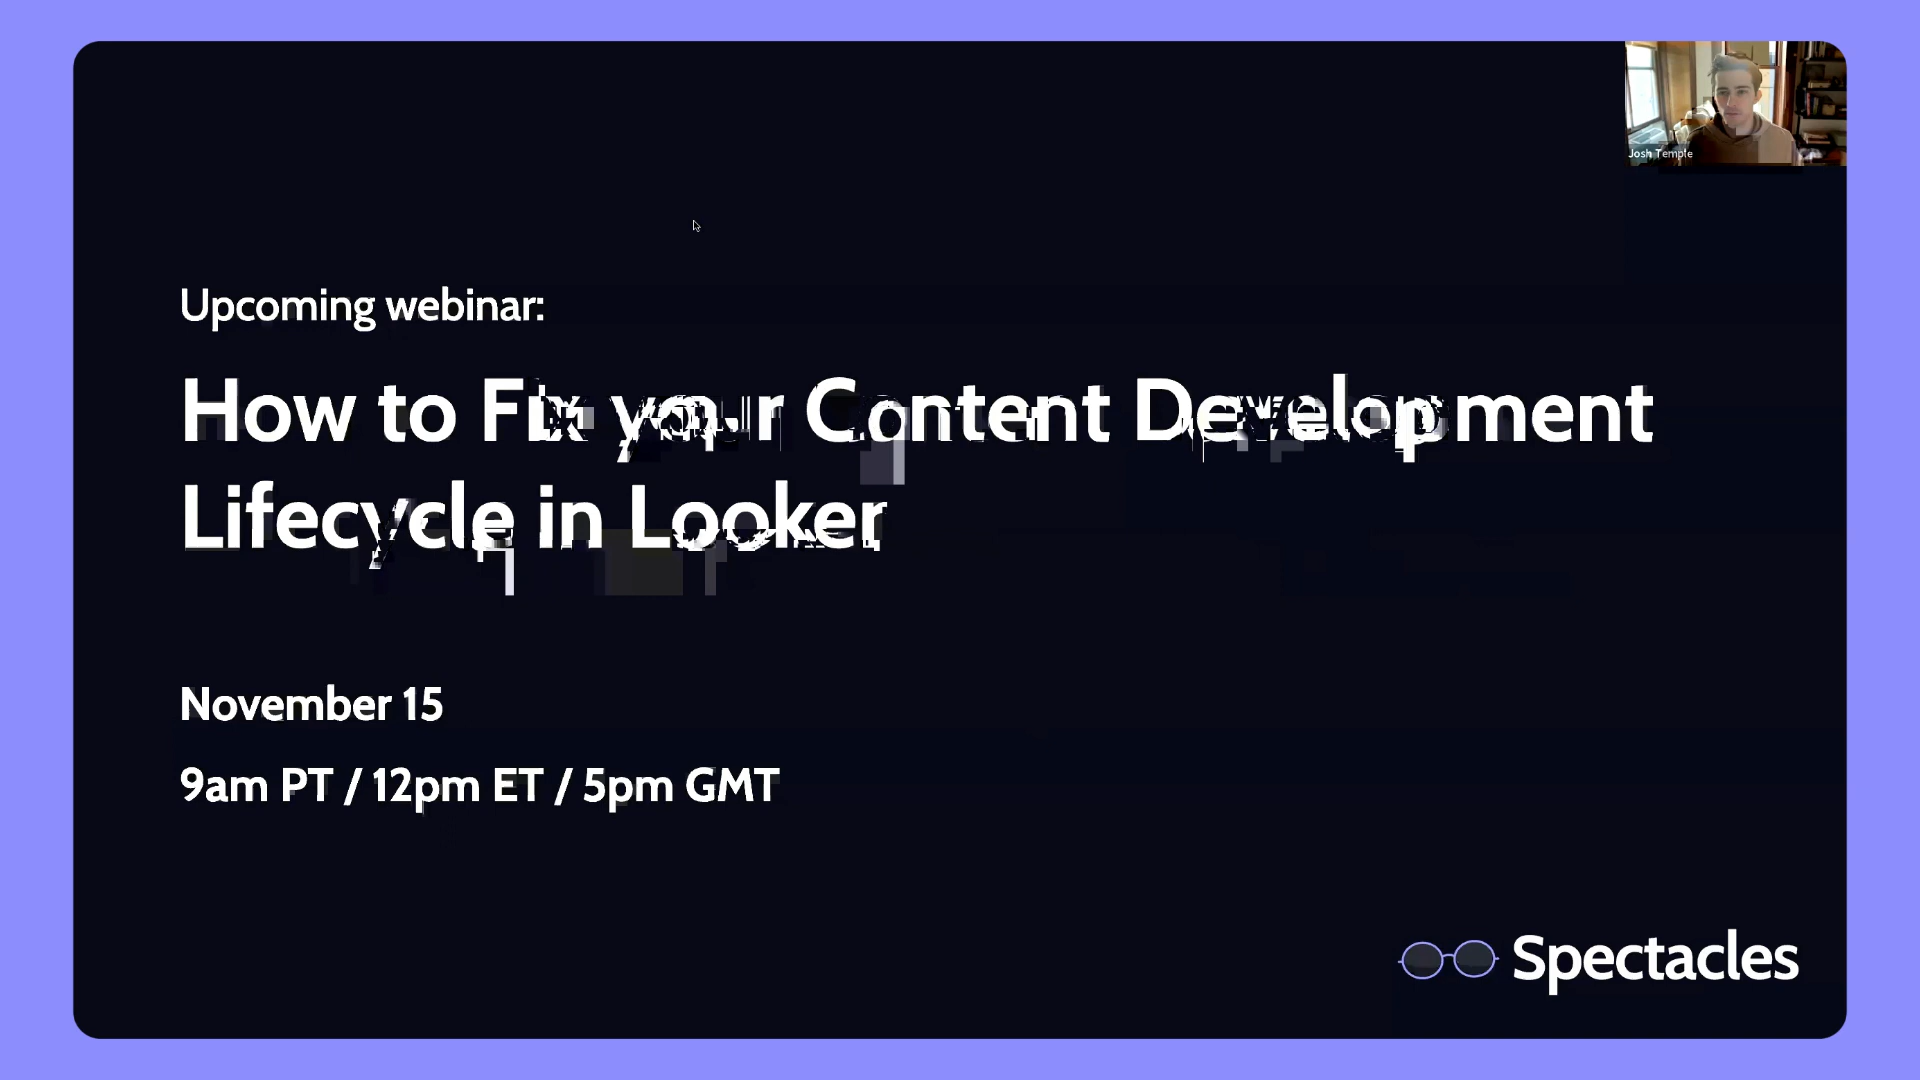 Josh Temple
Upcoming webinar:
How to Fix your Content Development
Lifecycle in Looker
November 15
9am PT / 12pm ET / 5pm GMT
Spectacles